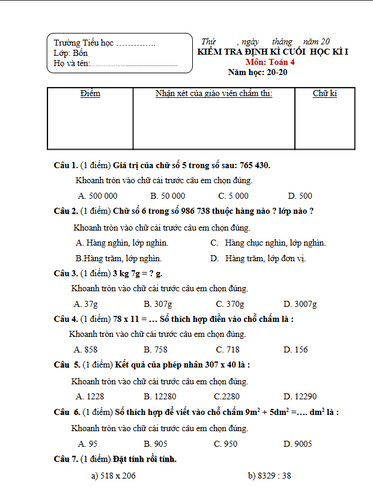 Trường Tiểu học …………..
Lớp: Bốn
Họ và tên:.................................
Thứ , ngày tháng năm 20
KIỂM TRA ĐỊNH KÌ CUỐI HỌC KÌ I
Môn: Toán 4
Năm học: 20-20
Điểm Nhận xét của giáo viên chấm thi: Chữ kí
Câu 1. (1 điểm) Giá trị của chữ số 5 trong số sau: 765 430.
Khoanh tròn vào chữ cái trước câu em chọn đúng.
A. 500 000 B. 50 000 C. 5 000 D. 500
Câu 2. (1 điểm) Chữ số 6 trong số 986 738 thuộc hàng nào ? lớp nào ?
Khoanh tròn vào chữ cái trước câu em chọn đúng.
A. Hàng nghìn, lớp nghìn. C. Hàng chục nghìn, lớp nghìn.
B.Hàng trăm, lớp nghìn. D. Hàng trăm, lớp đơn vị.
Câu 3. (1 điểm) 3 kg 7g = ? g.
Khoanh tròn vào chữ cái trước câu em chọn đúng.
A. 37g B. 307g C. 370g D. 3007g
Câu 4. (1 điểm) 78 x 11 = … Số thích hợp điền vào chỗ chấm là :
Khoanh tròn vào chữ cái trước câu em chọn đúng.
A. 858 B. 758 C. 718 D. 156
Câu 5. (1 điểm) Kết quả của phép nhân 307 x 40 là :
Khoanh tròn vào chữ cái trước câu em chọn đúng.
A. 1228 B. 12280 C.2280 D. 12290
Câu 6. (1 điểm) Số thích hợp để viết vào chỗ chấm 9m² + 5dm² =…. dm² là :
Khoanh tròn vào chữ cái trước câu em chọn đúng.
A. 95 B. 905 C. 950 D. 9005
Câu 7. (1 điểm) Đặt tính rồi tính.
a) 518 x 206 b) 8329 : 38